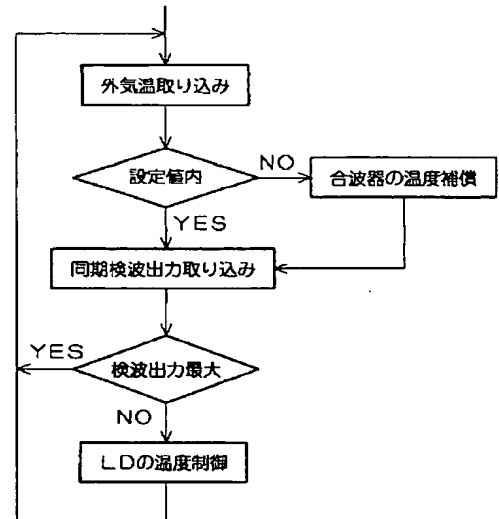 外気温取り込み
設定値内
NO
合波器の温度補償
YES
同期検波出力取り込み
YES
検波出力最大
NO
LDの温度制御